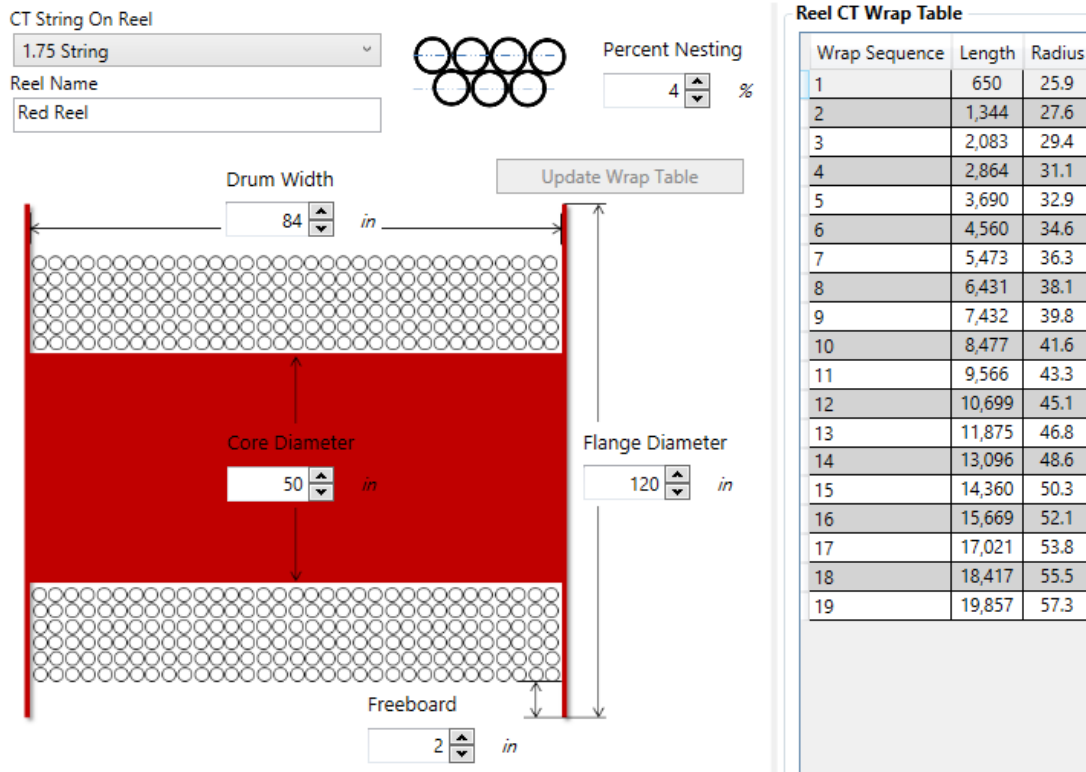 CT String On Reel
1.75 String
Reel Name
Red Reel
Percent Nesting
4 %
Update Wrap Table
Drum Width
84 in
Core Diameter
50 in
Flange Diameter
120 in
Freeboard
2 in
Reel CT Wrap Table
Wrap Sequence Length Radius
1 650 25.9
2 1,344 27.6
3 2,083 29.4
4 2,864 31.1
5 3,690 32.9
6 4,560 34.6
7 5,473 36.3
8 6,431 38.1
9 7,432 39.8
10 8,477 41.6
11 9,566 43.3
12 10,699 45.1
13 11,875 46.8
14 13,096 48.6
15 14,360 50.3
16 15,669 52.1
17 17,021 53.8
18 18,417 55.5
19 19,857 57.3